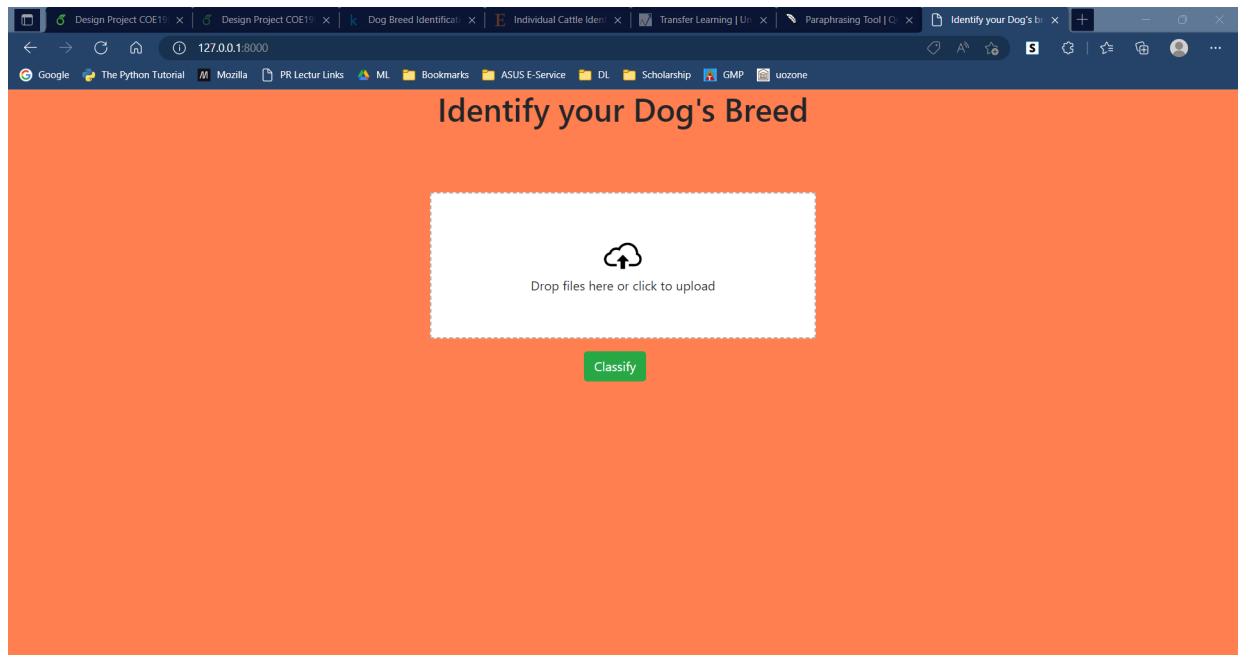 Design Project COE19
Design Project COE19
Dog Breed Identificati
Individual Cattle Ident
Transfer Learning | Un
Paraphrasing Tool | Q
Identify your Dog's br
127.0.0.1:8000
Google
The Python Tutorial
Mozilla
PR Lectur Links
ML
Bookmarks
ASUS E-Service
DL
Scholarship
GMP
uozone
Identify your Dog's Breed
Drop files here or click to upload
Classify